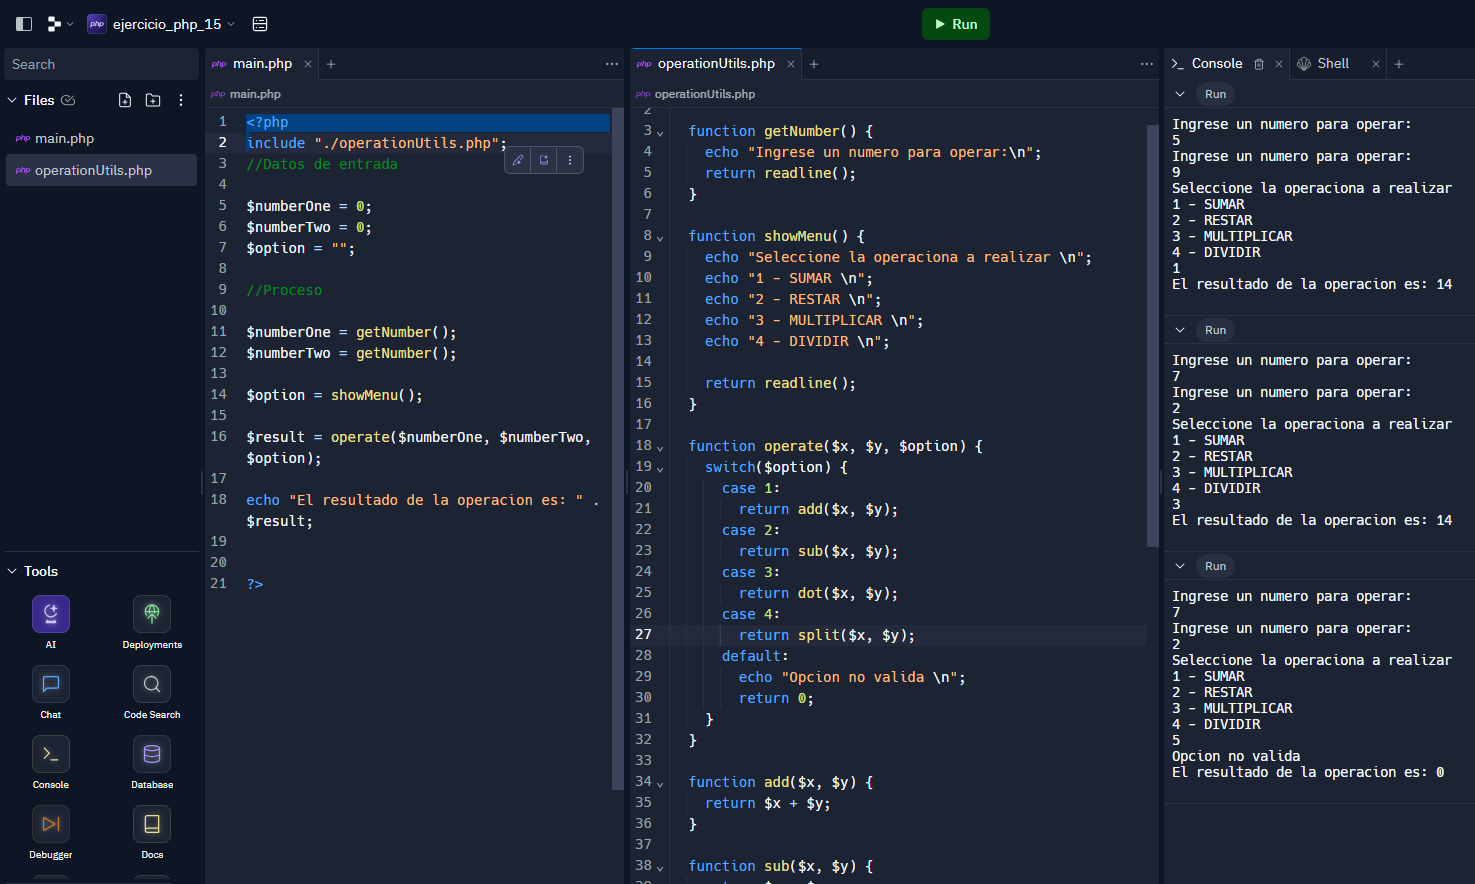 php ejercicio_php_15
Run
Search
Files
php main.php
php operationUtils.php
Tools
AI
Deployments
Chat
Code Search
Console
Database
Debugger
Docs
php main.php × +
php main.php
1 <?php
2 include "./operationUtils.php";
3 //Datos de entrada
4
5 $numberOne = 0;
6 $numberTwo = 0;
7 $option = "";
8
9 //Proceso
10
11 $numberOne = getNumber();
12 $numberTwo = getNumber();
13
14 $option = showMenu();
15
16 $result = operate($numberOne, $numberTwo,
$option);
17
18 echo "El resultado de la operacion es: " .
$result;
19
20
21 ?>
php operationUtils.php × +
php operationUtils.php
2
3 function getNumber() {
4 echo "Ingrese un numero para operar:\n";
5 return readline();
6 }
7
8 function showMenu() {
9 echo "Seleccione la operaciona a realizar \n";
10 echo "1 - SUMAR \n";
11 echo "2 - RESTAR \n";
12 echo "3 - MULTIPLICAR \n";
13 echo "4 - DIVIDIR \n";
14
15 return readline();
16 }
17
18 function operate($x, $y, $option) {
19 switch($option) {
20 case 1:
21 return add($x, $y);
22 case 2:
23 return sub($x, $y);
24 case 3:
25 return dot($x, $y);
26 case 4:
27 return split($x, $y);
28 default:
29 echo "Opcion no valida \n";
30 return 0;
31 }
32 }
33
34 function add($x, $y) {
35 return $x + $y;
36 }
37
38 function sub($x, $y) {
Console × Shell × +
Run
Ingrese un numero para operar:
5
Ingrese un numero para operar:
9
Seleccione la operaciona a realizar
1 - SUMAR
2 - RESTAR
3 - MULTIPLICAR
4 - DIVIDIR
1
El resultado de la operacion es: 14
Run
Ingrese un numero para operar:
7
Ingrese un numero para operar:
2
Seleccione la operaciona a realizar
1 - SUMAR
2 - RESTAR
3 - MULTIPLICAR
4 - DIVIDIR
3
El resultado de la operacion es: 14
Run
Ingrese un numero para operar:
7
Ingrese un numero para operar:
2
Seleccione la operaciona a realizar
1 - SUMAR
2 - RESTAR
3 - MULTIPLICAR
4 - DIVIDIR
5
Opcion no valida
El resultado de la operacion es: 0